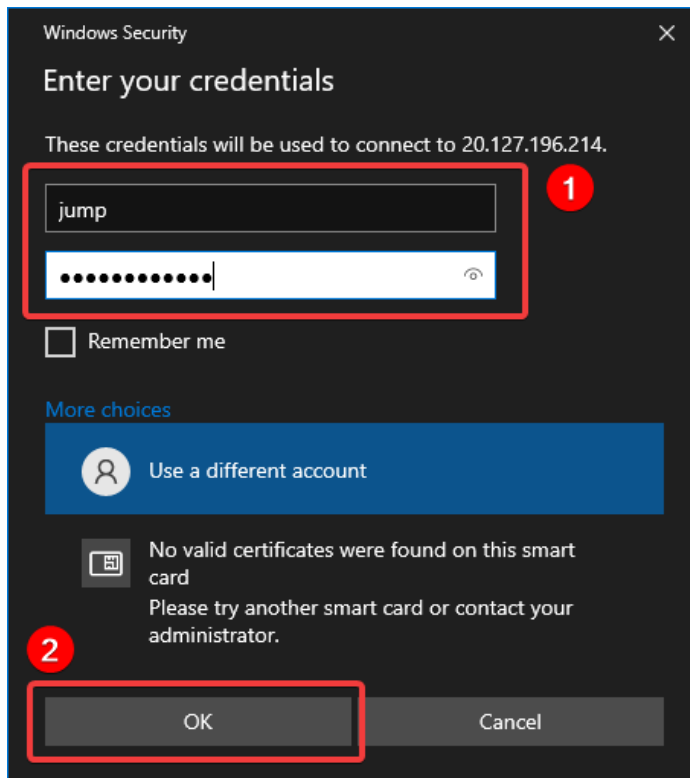 Windows Security
Enter your credentials
These credentials will be used to connect to 20.127.196.214.
1
jump
••••••••••••
Remember me
More choices
Use a different account
No valid certificates were found on this smart
card
Please try another smart card or contact your
administrator.
2
OK
Cancel